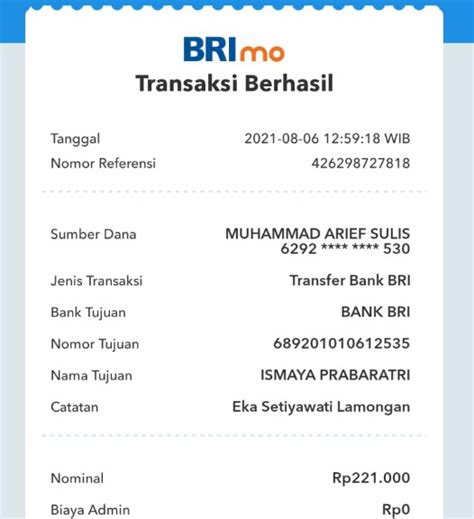 BRImo
Transaksi Berhasil
Tanggal 2021-08-06 12:59:18 WIB
Nomor Referensi 426298727818
Sumber Dana MUHAMMAD ARIEF SULIS
6292 **** **** 530
Jenis Transaksi Transfer Bank BRI
Bank Tujuan BANK BRI
Nomor Tujuan 689201010612535
Nama Tujuan ISMAYA PRABARATRI
Catatan Eka Setiyawati Lamongan
Nominal Rp221.000
Biaya Admin Rp0